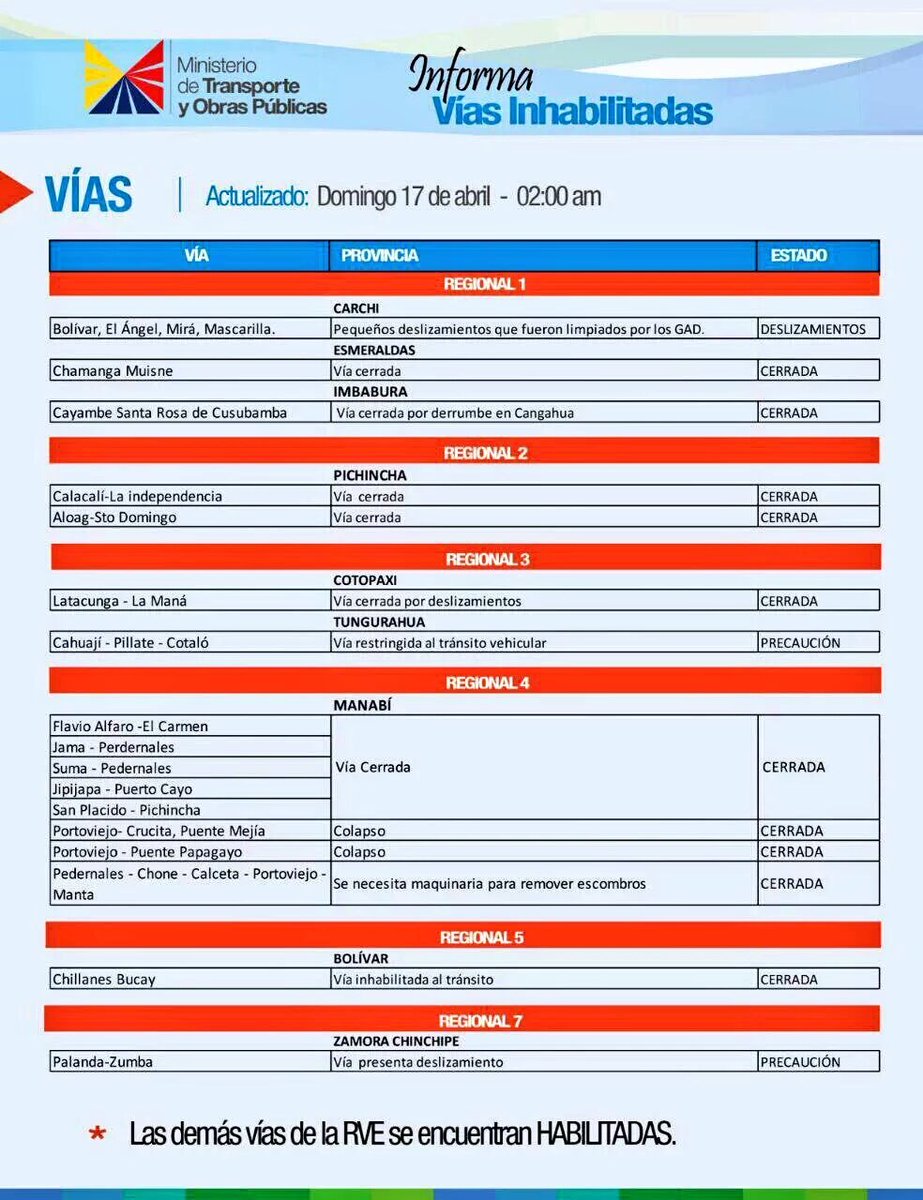 Ministerio
de Transporte
y Obras Públicas
Informa
Vías Inhabilitadas
VÍAS
Actualizado: Domingo 17 de abril - 02:00 am
VÍA PROVINCIA ESTADO
REGIONAL 1
CARCHI
Bolívar, El Ángel, Mirá, Mascarilla. Pequeños deslizamientos que fueron limpiados por los GAD. DESLIZAMIENTOS
ESMERALDAS
Chamanga Muisne Vía cerrada CERRADA
IMBABURA
Cayambe Santa Rosa de Cusubamba Vía cerrada por derrumbe en Cangahua CERRADA
REGIONAL 2
PICHINCHA
Calacalí-La independencia Vía cerrada CERRADA
Aloag-Sto Domingo Vía cerrada CERRADA
REGIONAL 3
COTOPAXI
Latacunga - La Maná Vía cerrada por deslizamientos CERRADA
TUNGURAHUA
Cahuají - Pillate - Cotaló Vía restringida al tránsito vehicular PRECAUCIÓN
REGIONAL 4
MANABÍ
Flavio Alfaro -El Carmen
Jama - Perdernales
Suma - Pedernales Vía Cerrada CERRADA
Jipijapa - Puerto Cayo
San Placido - Pichincha
Portoviejo- Crucita, Puente Mejía Colapso CERRADA
Portoviejo - Puente Papagayo Colapso CERRADA
Pedernales - Chone - Calceta - Portoviejo -
Manta Se necesita maquinaria para remover escombros CERRADA
REGIONAL 5
BOLÍVAR
Chillanes Bucay Vía inhabilitada al tránsito CERRADA
REGIONAL 7
ZAMORA CHINCHIPE
Palanda-Zumba Vía presenta deslizamiento PRECAUCIÓN
* Las demás vías de la RVE se encuentran HABILITADAS.